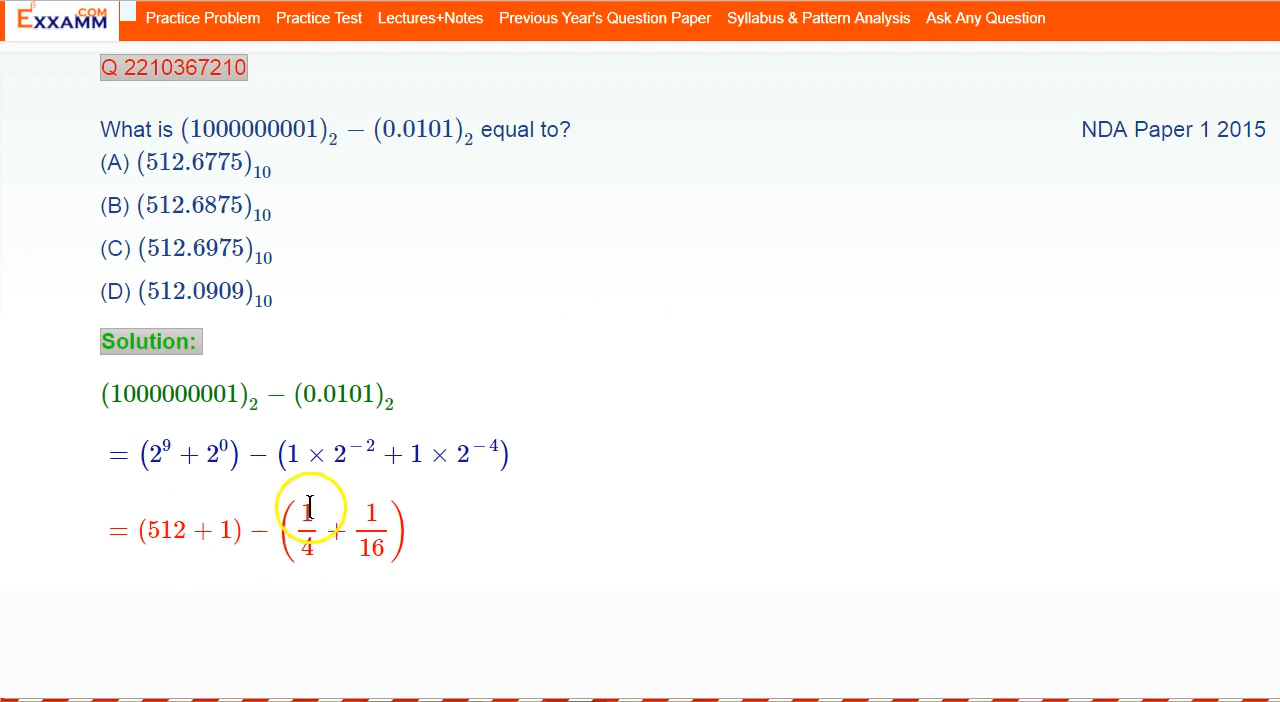 EXXAMM .COM Practice Problem Practice Test Lectures+Notes Previous Year's Question Paper Syllabus & Pattern Analysis Ask Any Question
Q 2210367210
What is (1000000001)₂ − (0.0101)₂ equal to? NDA Paper 1 2015
(A) (512.6775)₁₀
(B) (512.6875)₁₀
(C) (512.6975)₁₀
(D) (512.0909)₁₀
Solution:
(1000000001)₂ − (0.0101)₂
= (2⁹ + 2⁰) − (1 × 2⁻² + 1 × 2⁻⁴)
= (512 + 1) − (1/4 + 1/16)